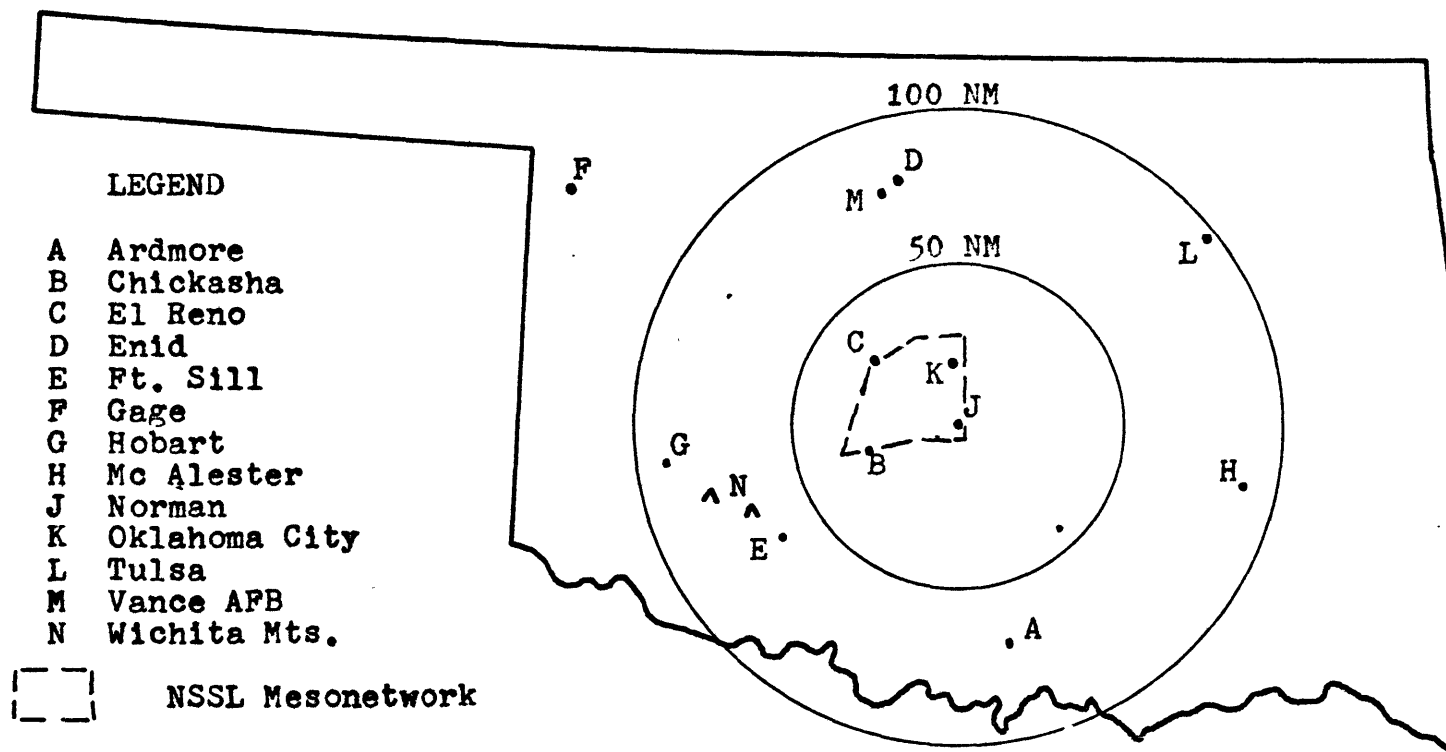 100 NM
F
D
LEGEND
M
A Ardmore
50 NM
L
B Chickasha
C El Reno
D Enid
C
K
E Ft. Sill
F Gage
J
G Hobart
G
B
H Mc Alester
H
N
J Norman
K Oklahoma City
E
L Tulsa
M Vance AFB
N Wichita Mts.
A
NSSL Mesonetwork